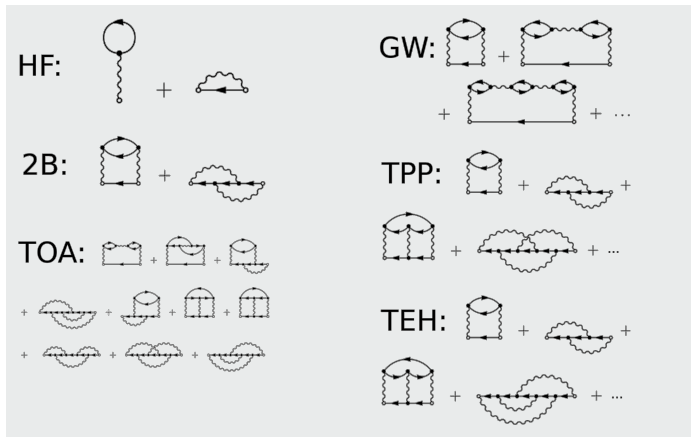 HF:
+
2B:
+
TOA:
+ +
+ + + +
+ + +
GW:
+
+ + ...
TPP:
+ +
+ + ...
TEH:
+ +
+ + ...